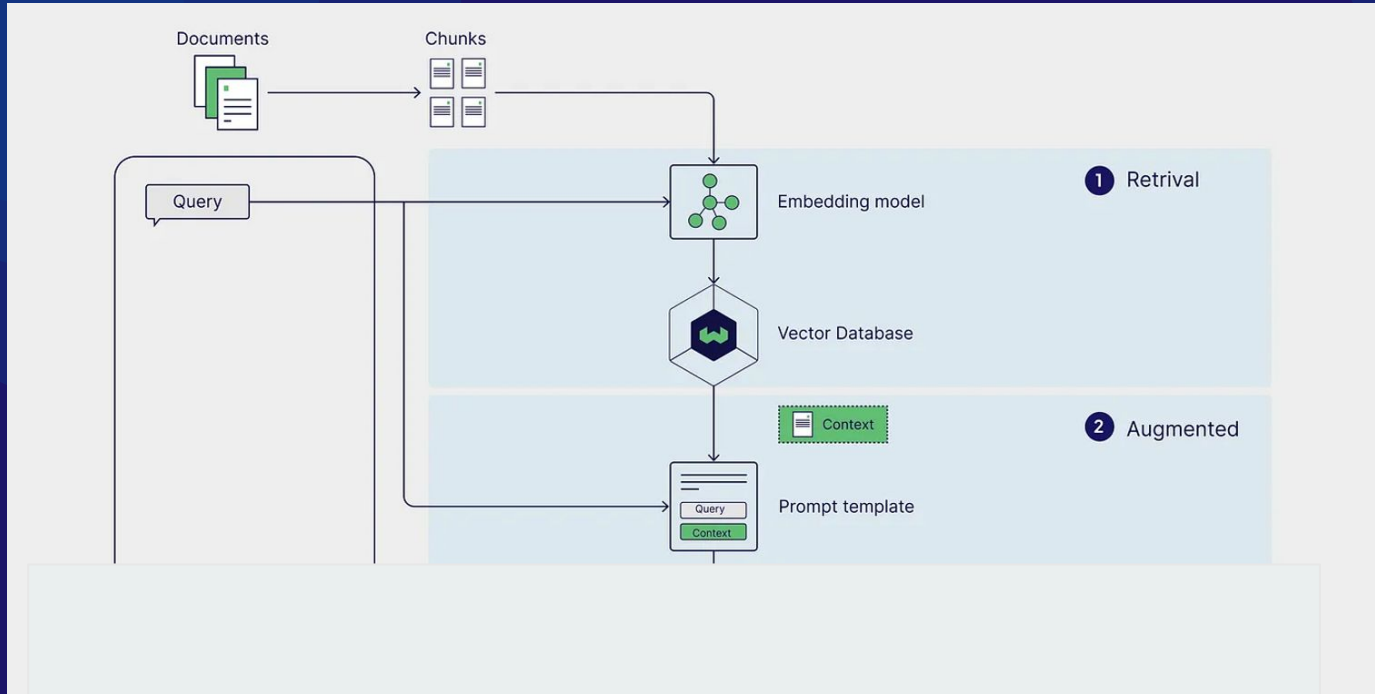 Documents
Chunks
Query
Embedding model
1 Retrival
Vector Database
Context
2 Augmented
Query
Context
Prompt template